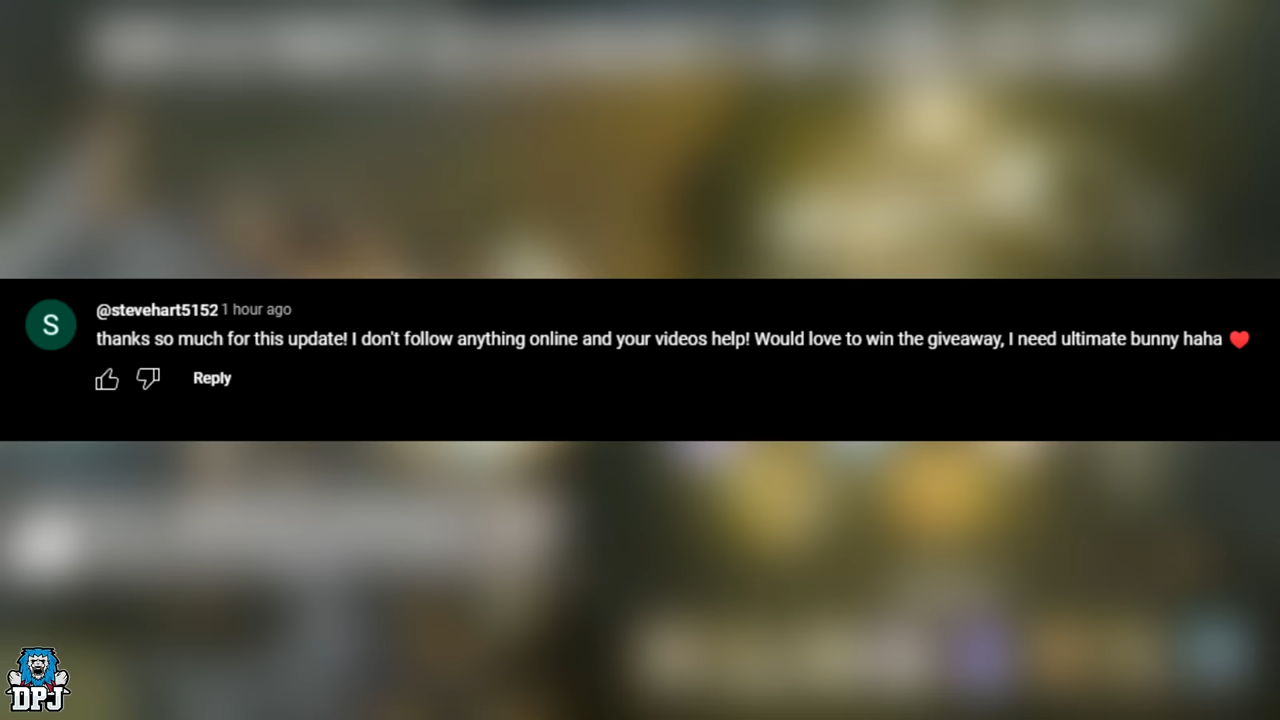 S
@stevehart5152 1 hour ago
thanks so much for this update! I don't follow anything online and your videos help! Would love to win the giveaway, I need ultimate bunny haha ❤️
Reply
DPJ